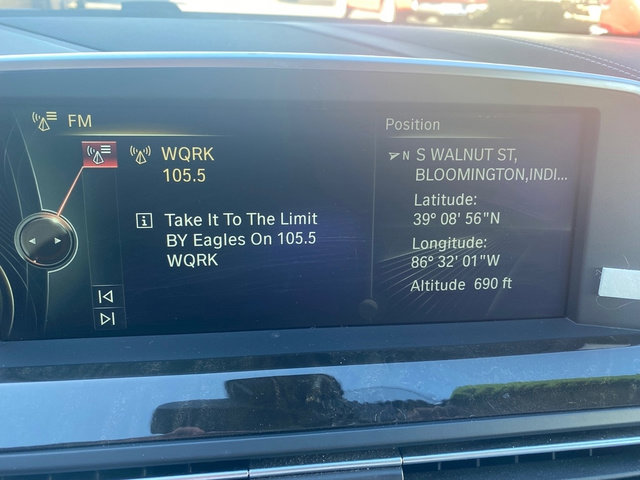 FM
WQRK
105.5
Take It To The Limit
BY Eagles On 105.5
WQRK
Position
N S WALNUT ST,
BLOOMINGTON,INDI...
Latitude:
39° 08' 56"N
Longitude:
86° 32' 01"W
Altitude 690 ft